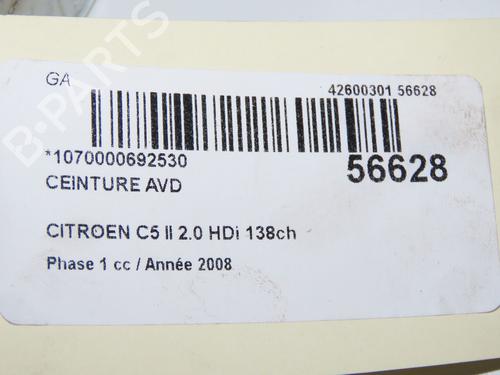 GA
42600301 56628
*1070000692530
56628
CEINTURE AVD
CITROEN C5 II 2.0 HDi 138ch
Phase 1 cc / Année 2008
B-PARTS